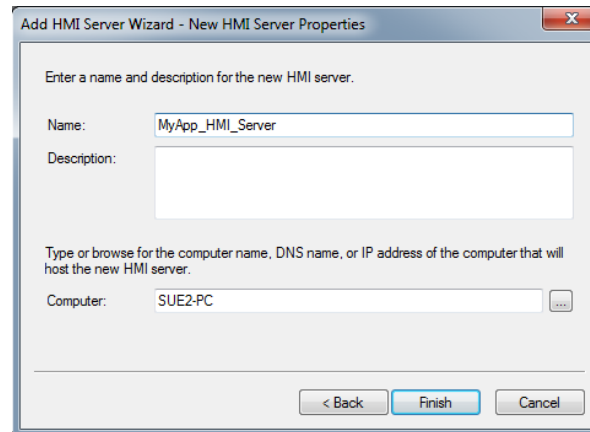 Add HMI Server Wizard - New HMI Server Properties
Enter a name and description for the new HMI server.
Name: MyApp_HMI_Server
Description:
Type or browse for the computer name, DNS name, or IP address of the computer that will
host the new HMI server.
Computer: SUE2-PC ...
< Back Finish Cancel